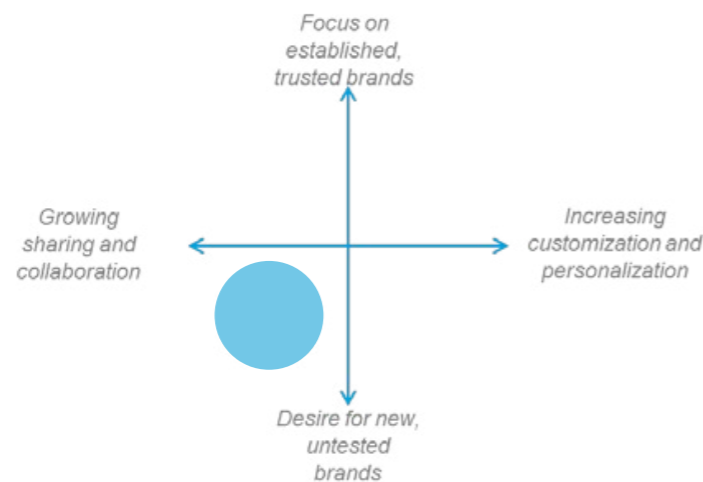 Focus on
established,
trusted brands
Growing
sharing and
collaboration
Increasing
customization and
personalization
Desire for new,
untested
brands